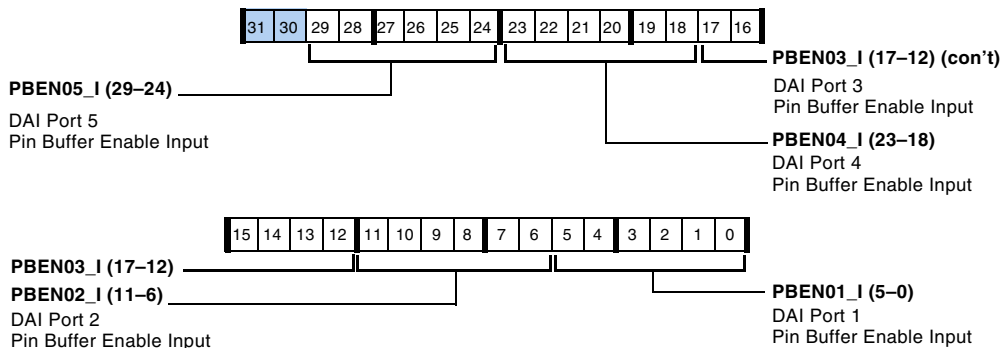 31 30 29 28 27 26 25 24 23 22 21 20 19 18 17 16
PBEN03_I (17–12) (con't)
DAI Port 3
Pin Buffer Enable Input
PBEN05_I (29–24)
DAI Port 5
Pin Buffer Enable Input
PBEN04_I (23–18)
DAI Port 4
Pin Buffer Enable Input
15 14 13 12 11 10 9 8 7 6 5 4 3 2 1 0
PBEN03_I (17–12)
PBEN02_I (11–6)
DAI Port 2
Pin Buffer Enable Input
PBEN01_I (5–0)
DAI Port 1
Pin Buffer Enable Input